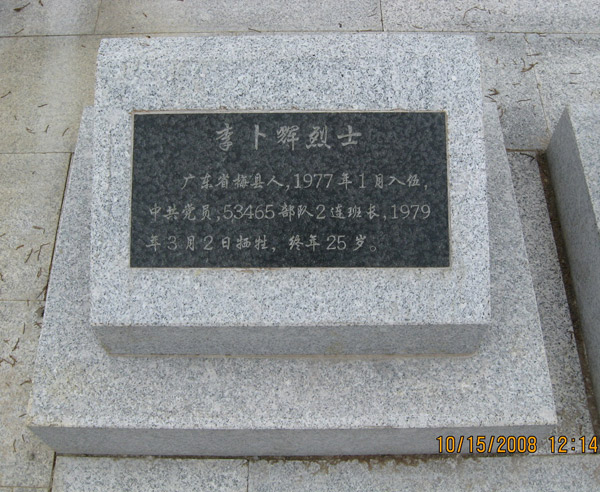 李卜辉烈士
广东省梅县人,1977年1月入伍,
中共党员,53465部队2连班长,1979
年3月2日牺牲,终年25岁。
10/15/2008 12:14